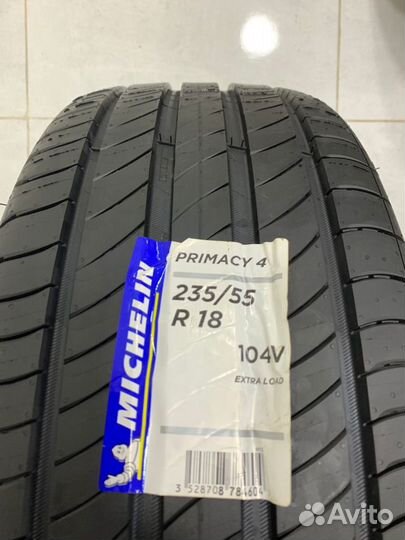 MICHELIN
PRIMACY 4
235/55
R 18
104V
EXTRA LOAD
3 528708 784604
Avito